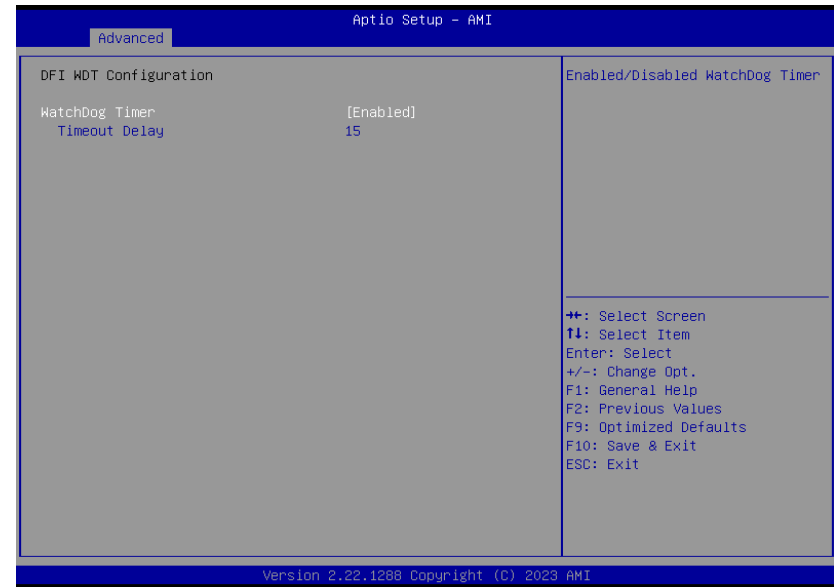 Aptio Setup – AMI
Advanced
DFI WDT Configuration
WatchDog Timer [Enabled]
Timeout Delay 15
Enabled/Disabled WatchDog Timer
→←: Select Screen
↑↓: Select Item
Enter: Select
+/-: Change Opt.
F1: General Help
F2: Previous Values
F9: Optimized Defaults
F10: Save & Exit
ESC: Exit
Version 2.22.1288 Copyright (C) 2023 AMI